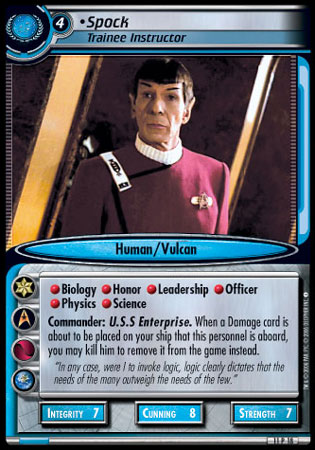 4
•Spock
Trainee Instructor
Human/Vulcan
Biology Honor Leadership Officer
Physics Science
Commander: U.S.S Enterprise. When a Damage card is
about to be placed on your ship that this personnel is aboard,
you may kill him to remove it from the game instead.
"In any case, were I to invoke logic, logic clearly dictates that the
needs of the many outweigh the needs of the few."
Integrity 7 Cunning 8 Strength 7